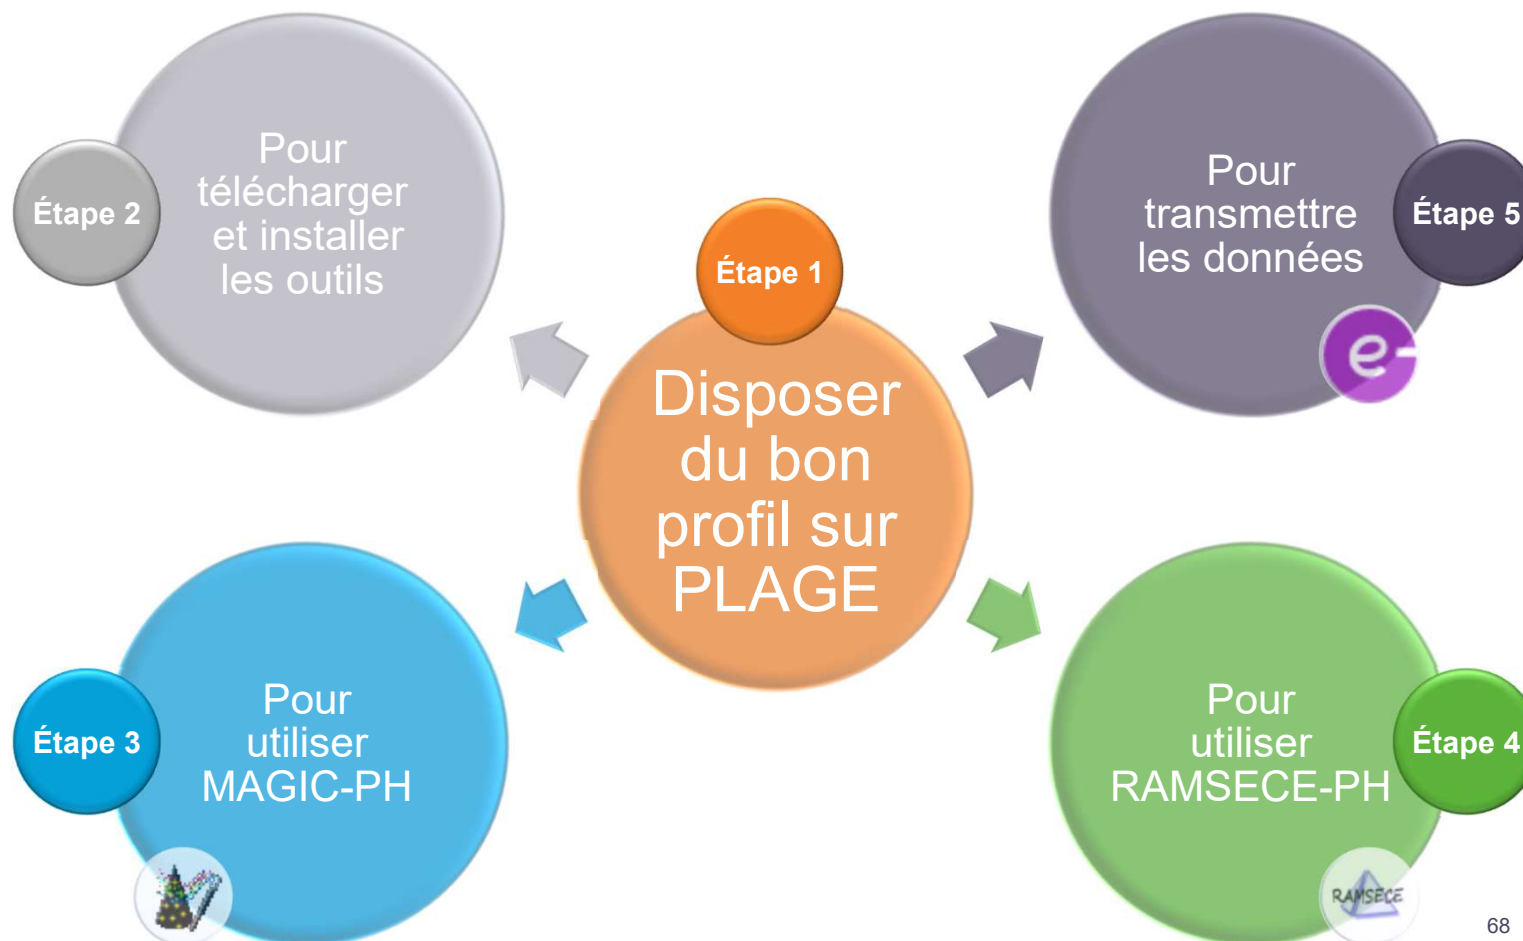 Étape 1
Disposer
du bon
profil sur
PLAGE
Étape 2
Pour
télécharger
et installer
les outils
Étape 3
Pour
utiliser
MAGIC-PH
Étape 4
Pour
utiliser
RAMSECE-PH
RAMSECE
Étape 5
Pour
transmettre
les données
e-
68